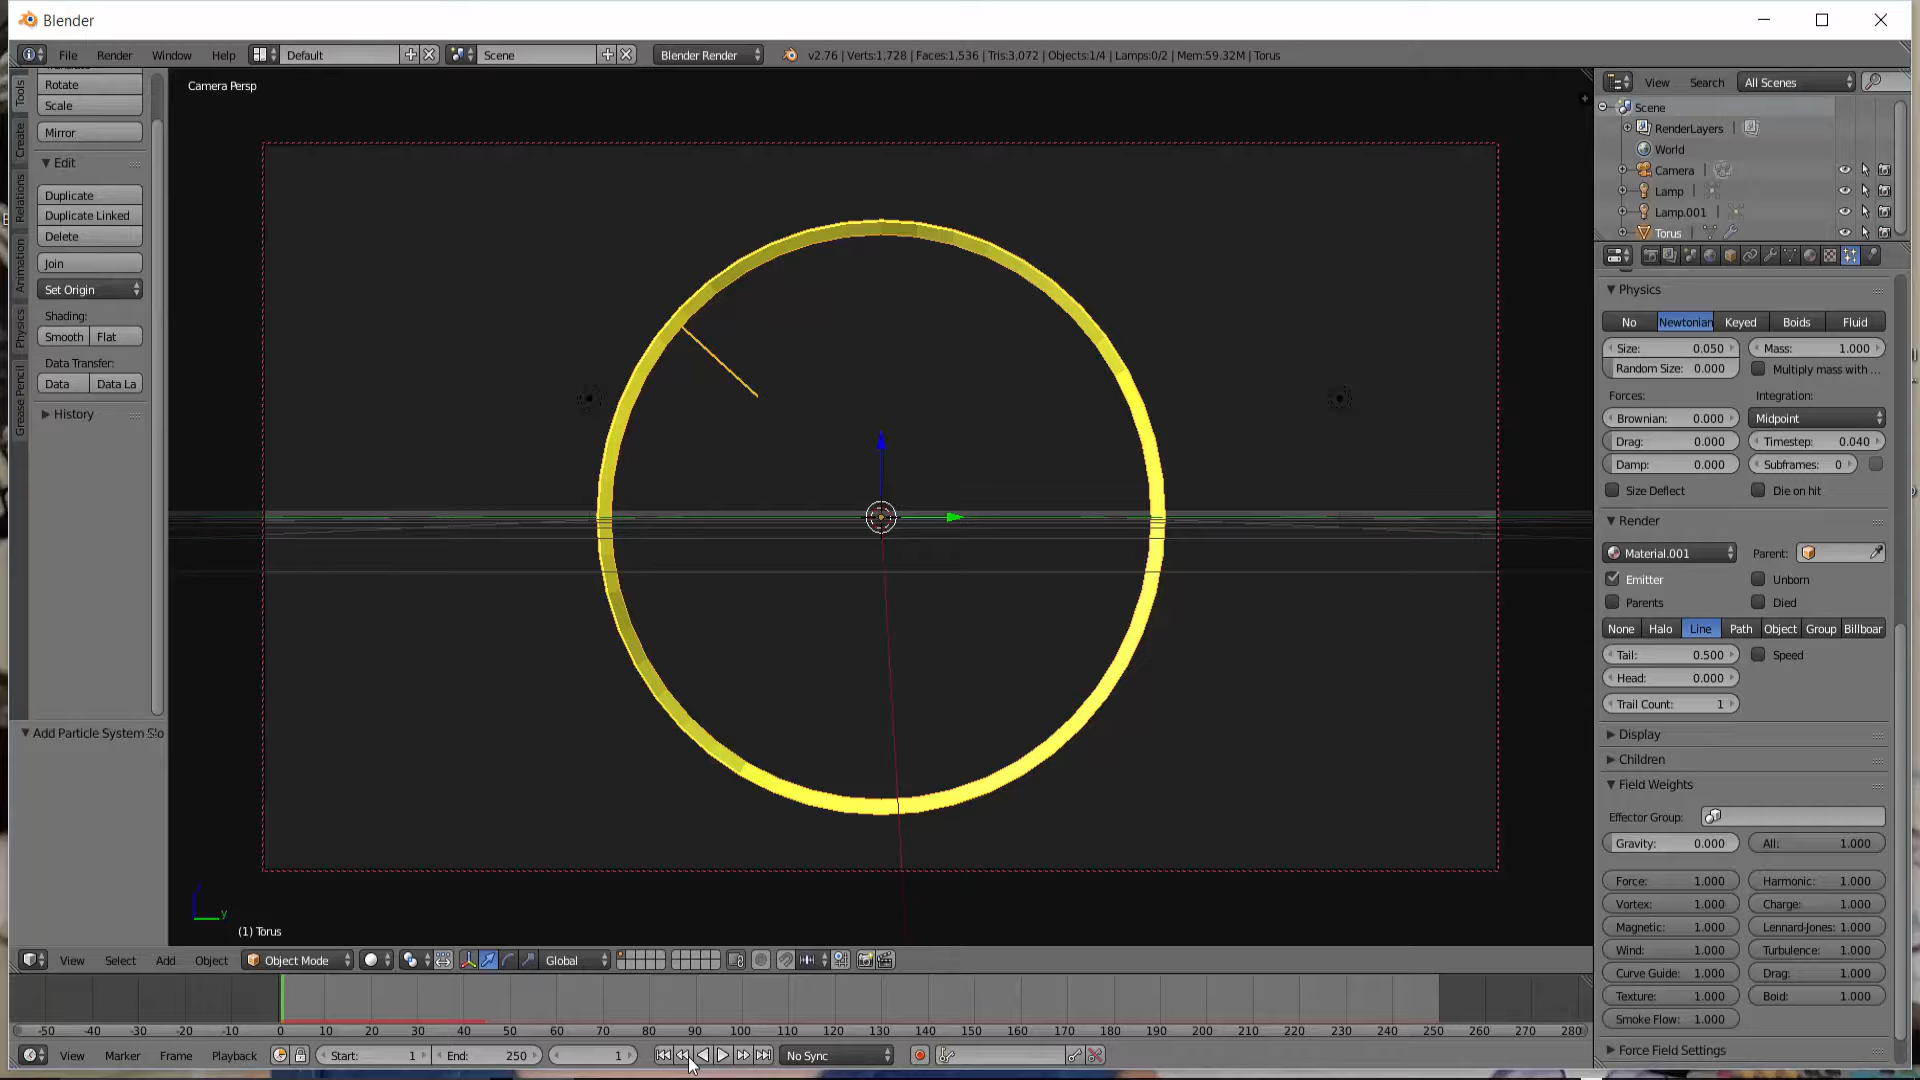 Blender
File Render Window Help Default Scene Blender Render v2.76 | Verts:1,728 | Faces:1,536 | Tris:3,072 | Objects:1/4 | Lamps:0/2 | Mem:59.32M | Torus
View Search All Scenes
Camera Persp
Tools
Create
Relations
Animation
Physics
Grease Pencil
Rotate
Scale
Mirror
Edit
Duplicate
Duplicate Linked
Delete
Join
Set Origin
Shading:
Smooth Flat
Data Transfer:
Data Data La
History
Add Particle System Slo
Scene
RenderLayers
World
Camera
Lamp
Lamp.001
Torus
Physics
No Newtonian Keyed Boids Fluid
Size: 0.050 Mass: 1.000
Random Size: 0.000 Multiply mass with ...
Forces: Integration:
Brownian: 0.000 Midpoint
Drag: 0.000 Timestep: 0.040
Damp: 0.000 Subframes: 0
Size Deflect Die on hit
Render
Material.001 Parent:
Emitter Unborn
Parents Died
None Halo Line Path Object Group Billboar
Tail: 0.500 Speed
Head: 0.000
Trail Count: 1
Display
Children
Field Weights
Effector Group:
Gravity: 0.000 All: 1.000
Force: 1.000 Harmonic: 1.000
Vortex: 1.000 Charge: 1.000
Magnetic: 1.000 Lennard-Jones: 1.000
Wind: 1.000 Turbulence: 1.000
Curve Guide: 1.000 Drag: 1.000
Texture: 1.000 Boid: 1.000
Smoke Flow: 1.000
Force Field Settings
y
(1) Torus
View Select Add Object Object Mode Global
-50 -40 -30 -20 -10 0 10 20 30 40 50 60 70 80 90 100 110 120 130 140 150 160 170 180 190 200 210 220 230 240 250 260 270 280
View Marker Frame Playback Start: 1 End: 250 1 No Sync